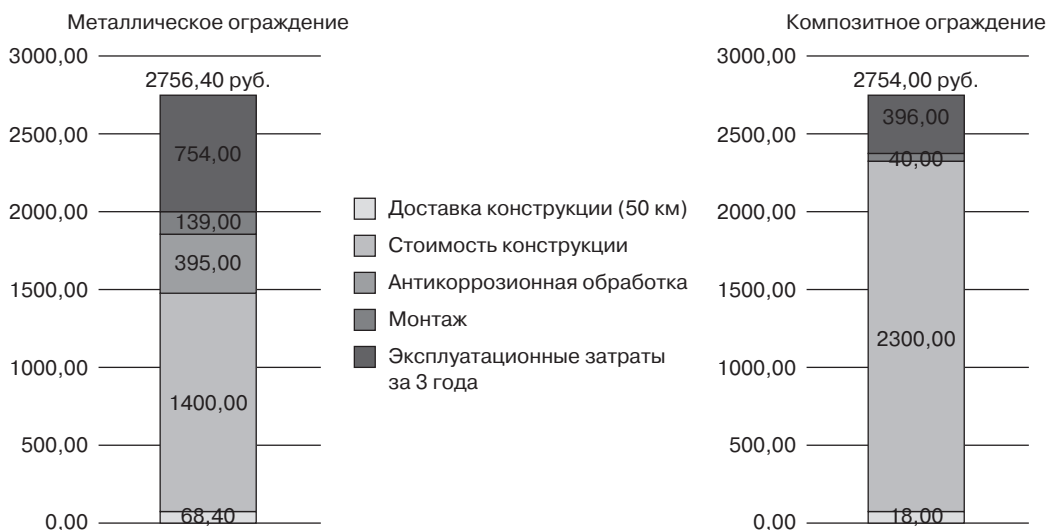 Металлическое ограждение
3000,00
2756,40 руб.
2500,00
754,00
2000,00
139,00
395,00
1500,00
1000,00
1400,00
500,00
68,40
0,00
Доставка конструкции (50 км)
Стоимость конструкции
Антикоррозионная обработка
Монтаж
Эксплуатационные затраты
за 3 года
Композитное ограждение
3000,00
2754,00 руб.
396,00
2500,00
40,00
2000,00
1500,00
2300,00
1000,00
500,00
18,00
0,00